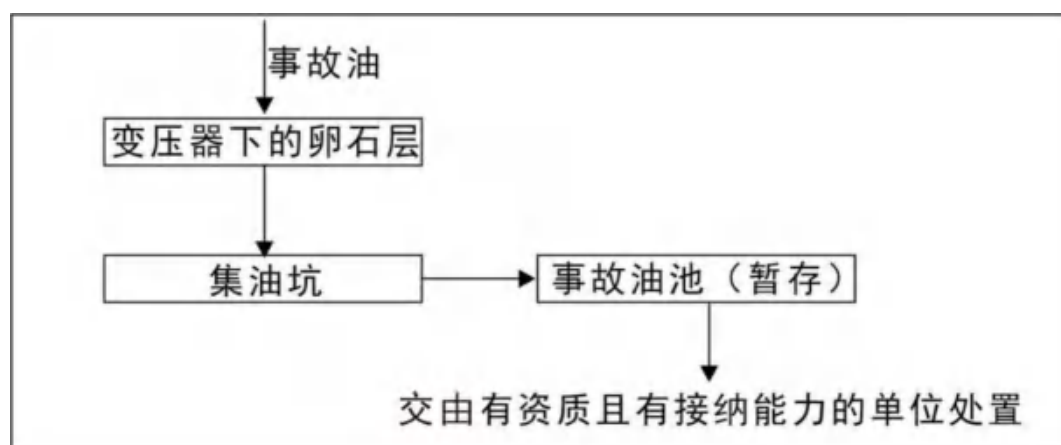 事故油
变压器下的卵石层
集油坑
事故油池（暂存）
交由有资质且有接纳能力的单位处置